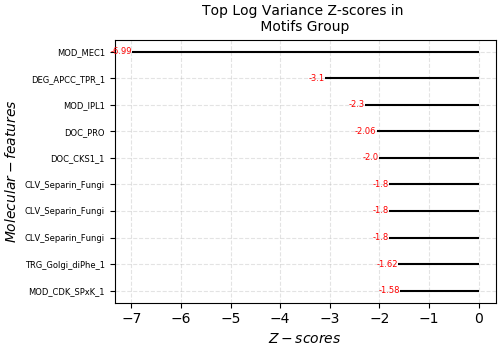 Top Log Variance Z-scores in
Motifs Group
MOD_MEC1
-6.99
DEG_APCC_TPR_1
-3.1
MOD_IPL1
-2.3
DOC_PRO
-2.06
DOC_CKS1_1
-2.0
CLV_Separin_Fungi
-1.8
CLV_Separin_Fungi
-1.8
CLV_Separin_Fungi
-1.8
TRG_Golgi_diPhe_1
-1.62
MOD_CDK_SPxK_1
-1.58
Molecular − features
−7 −6 −5 −4 −3 −2 −1 0
Z − scores